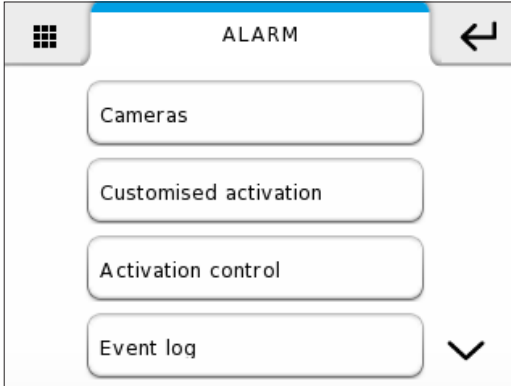 ALARM
Cameras
Customised activation
Activation control
Event log